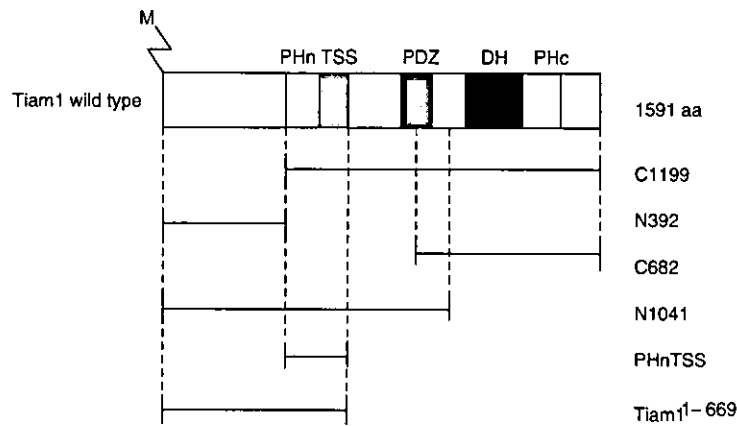 M
PHn TSS PDZ DH PHc
Tiam1 wild type
1591 aa
C1199
N392
C682
N1041
PHnTSS
Tiam1¹⁻⁶⁶⁹